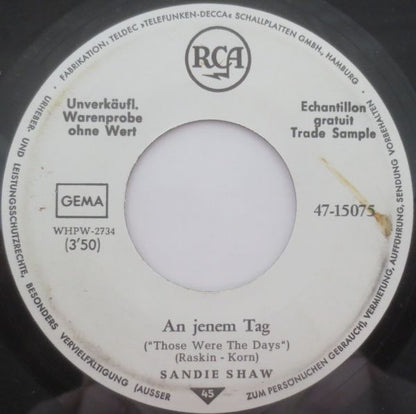 FABRIKATION: TELDEC »TELEFUNKEN-DECCA« SCHALLPLATTEN GMBH, HAMBURG
RCA
Unverkäufl.
Warenprobe
ohne Wert
Echantillon
gratuit
Trade Sample
GEMA
47-15075
WHPW-2734
(3'50)
An jenem Tag
("Those Were The Days")
(Raskin - Korn)
SANDIE SHAW
45
URHEBER- UND LEISTUNGSSCHUTZRECHTE, BESONDERS VERVIELFÄLTIGUNG (AUSSER ZUM PERSÖNLICHEN GEBRAUCH), VERMIETUNG, AUFFÜHRUNG, SENDUNG VORBEHALTEN